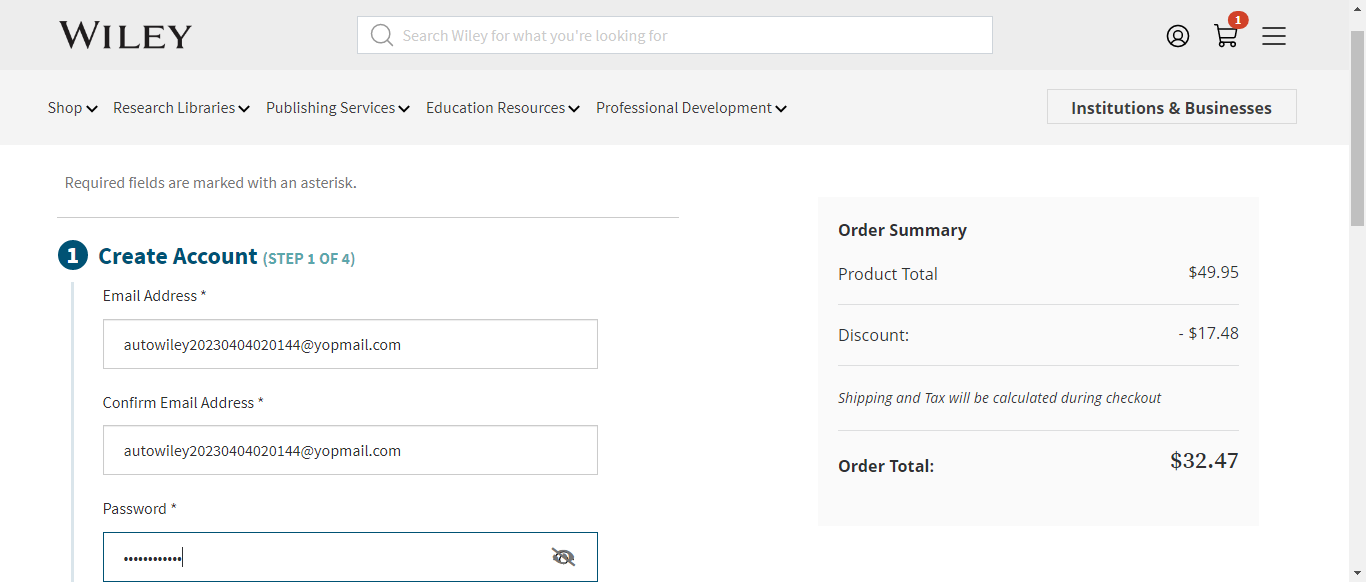 WILEY
Search Wiley for what you're looking for
1
Shop Research Libraries Publishing Services Education Resources Professional Development
Institutions & Businesses
Required fields are marked with an asterisk.
1 Create Account (STEP 1 OF 4)
Email Address *
autowiley20230404020144@yopmail.com
Confirm Email Address *
autowiley20230404020144@yopmail.com
Password *
••••••••••••
Order Summary
Product Total $49.95
Discount: - $17.48
Shipping and Tax will be calculated during checkout
Order Total: $32.47